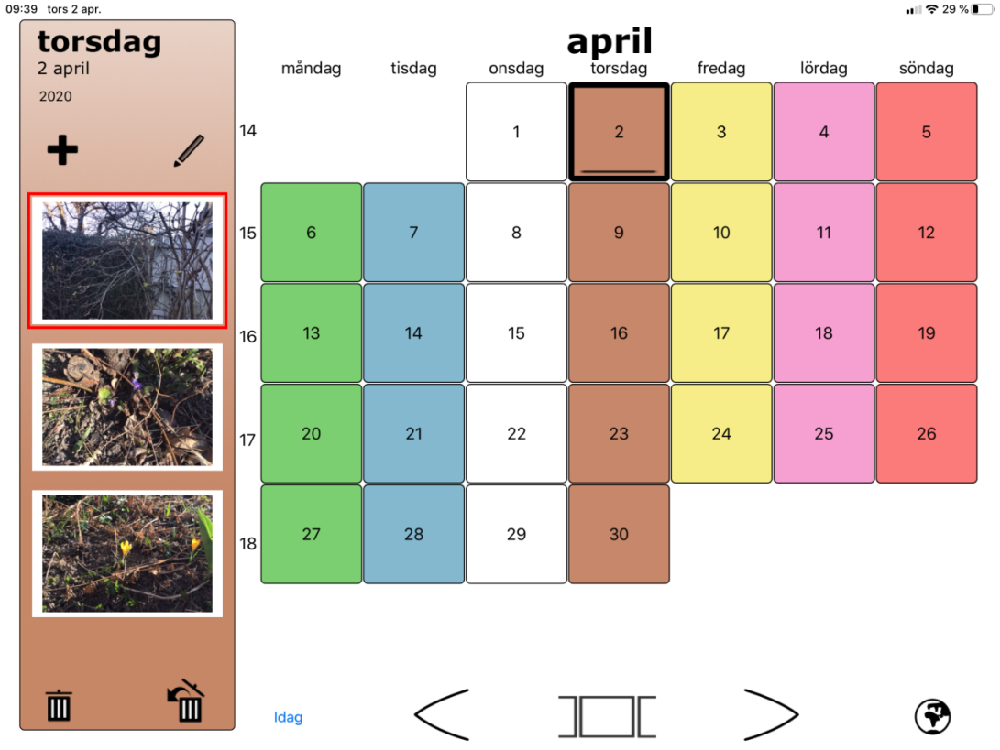 09:39 tors 2 apr.
29 %
torsdag
2 april
2020
april
måndag tisdag onsdag torsdag fredag lördag söndag
14 1 2 3 4 5
15 6 7 8 9 10 11 12
16 13 14 15 16 17 18 19
17 20 21 22 23 24 25 26
18 27 28 29 30
Idag